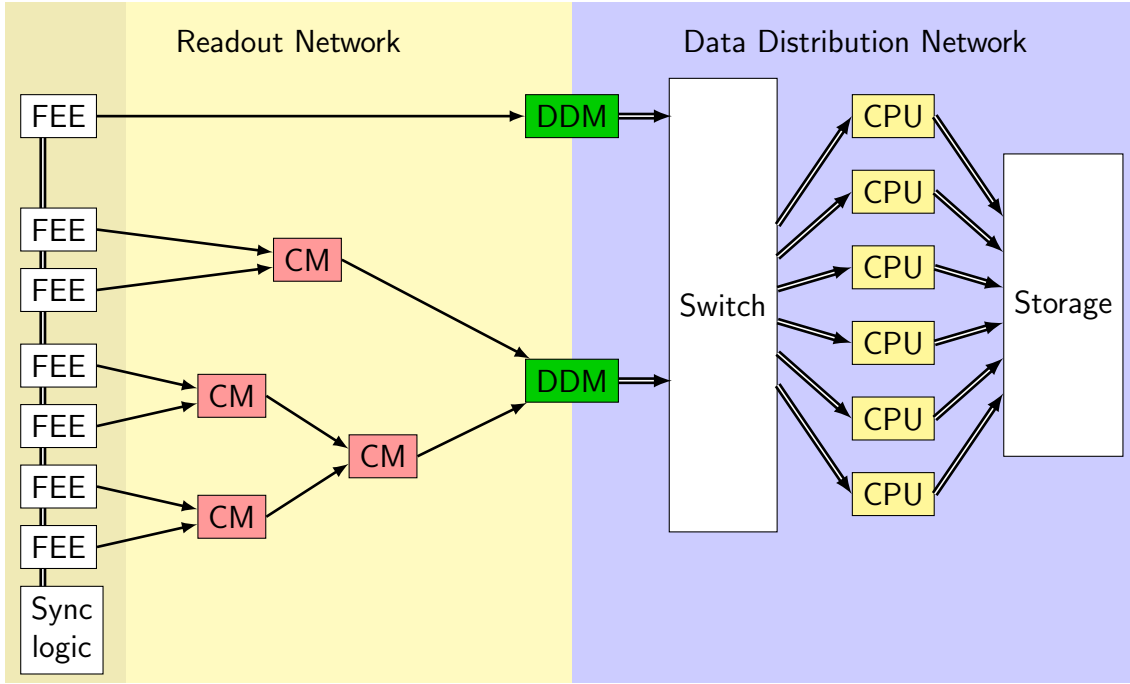 Readout Network
Data Distribution Network
FEE
DDM
CPU
CPU
FEE
CM
FEE
CPU
Switch
Storage
CPU
FEE
DDM
CM
FEE
CPU
CM
FEE
CPU
CM
FEE
Sync
logic